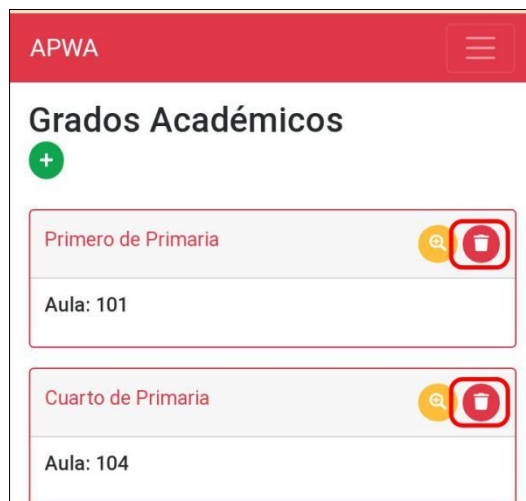 APWA
Grados Académicos
Primero de Primaria
Aula: 101
Cuarto de Primaria
Aula: 104